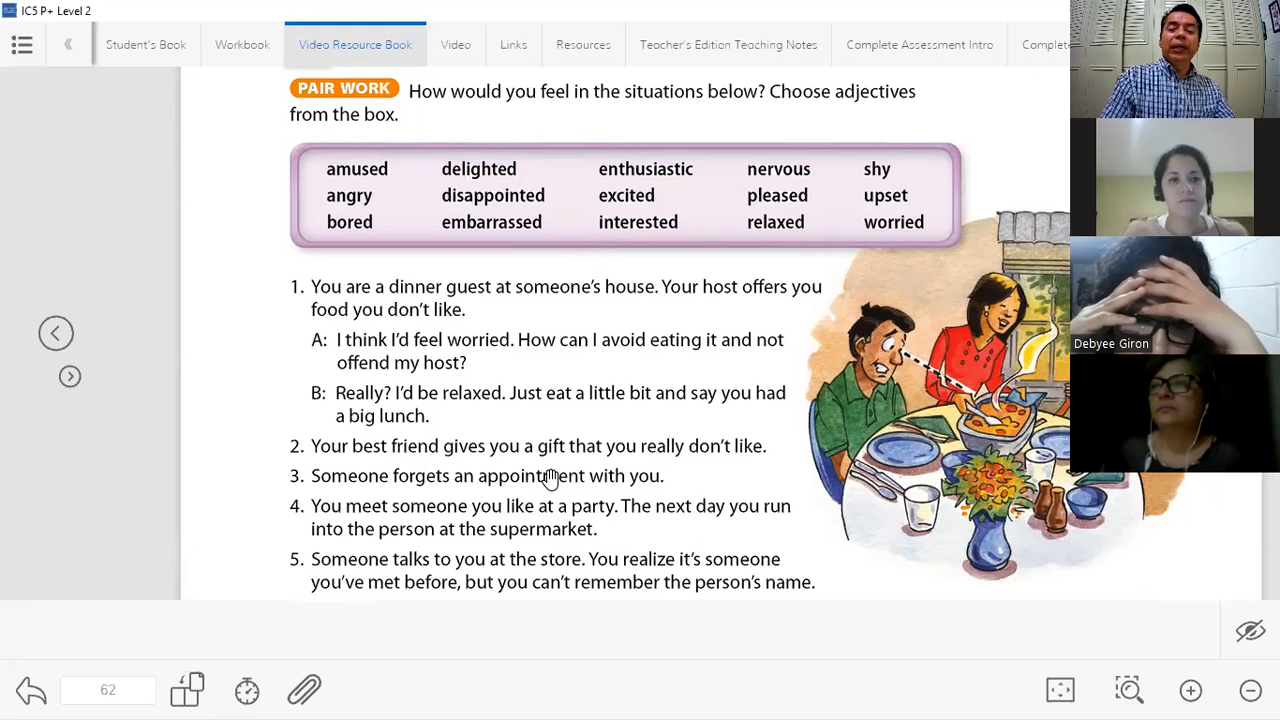 IC5 P+ Level 2
Student's Book Workbook Video Resource Book Video Links Resources Teacher's Edition Teaching Notes Complete Assessment Intro Complete
PAIR WORK How would you feel in the situations below? Choose adjectives
from the box.
amused delighted enthusiastic nervous shy
angry disappointed excited pleased upset
bored embarrassed interested relaxed worried
1. You are a dinner guest at someone's house. Your host offers you
food you don't like.
A: I think I'd feel worried. How can I avoid eating it and not
offend my host?
B: Really? I'd be relaxed. Just eat a little bit and say you had
a big lunch.
2. Your best friend gives you a gift that you really don't like.
3. Someone forgets an appointment with you.
4. You meet someone you like at a party. The next day you run
into the person at the supermarket.
5. Someone talks to you at the store. You realize it's someone
you've met before, but you can't remember the person's name.
Debyee Giron
62